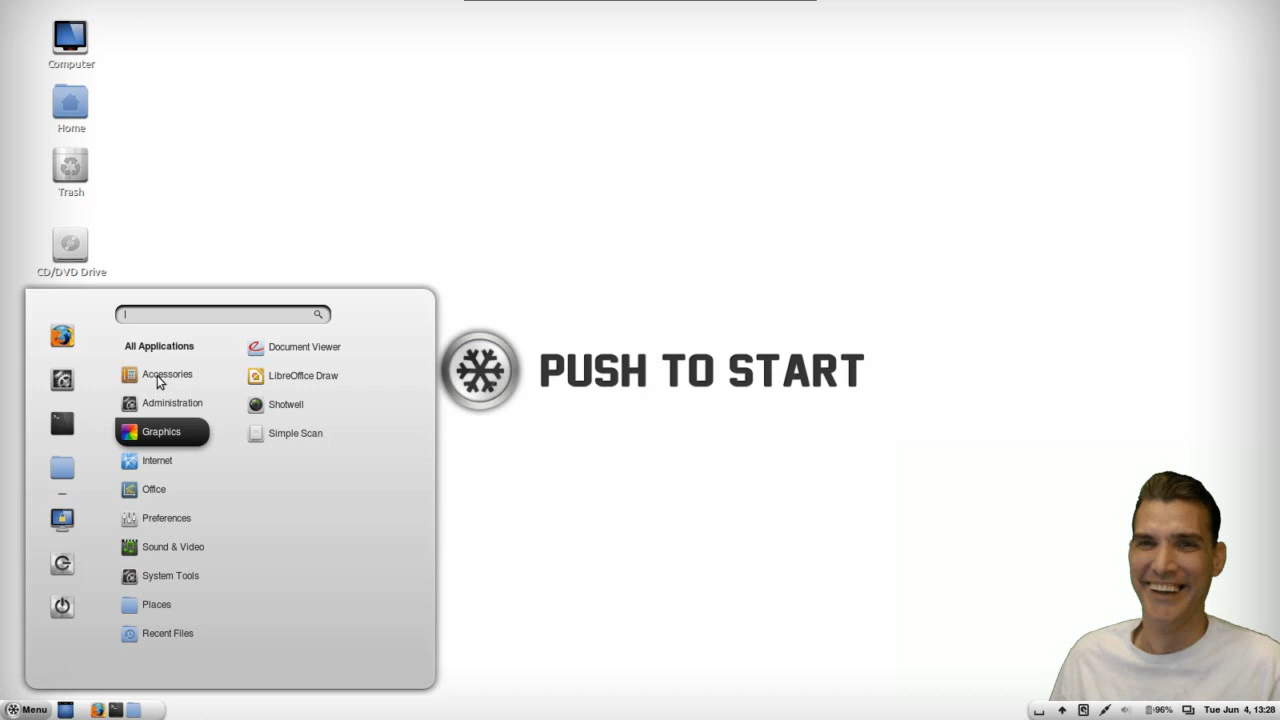 Computer
Home
Trash
CD/DVD Drive
All Applications
Accessories
Administration
Graphics
Internet
Office
Preferences
Sound & Video
System Tools
Places
Recent Files
Document Viewer
LibreOffice Draw
Shotwell
Simple Scan
PUSH TO START
Menu
96%
Tue Jun 4, 13:28